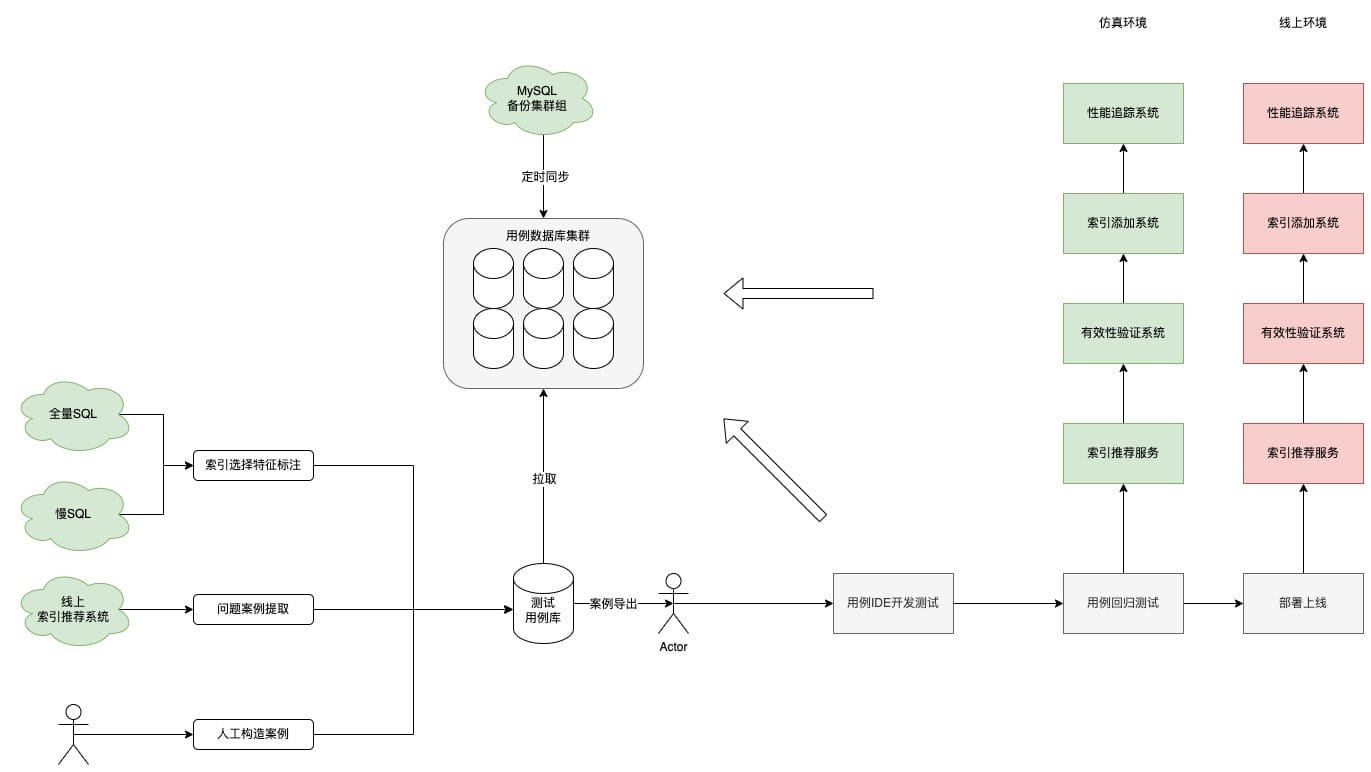 仿真环境
线上环境
MySQL
备份集群组
性能追踪系统
性能追踪系统
定时同步
用例数据库集群
索引添加系统
索引添加系统
有效性验证系统
有效性验证系统
全量SQL
索引选择特征标注
慢SQL
拉取
索引推荐服务
索引推荐服务
线上
索引推荐系统
问题案例提取
测试
用例库
案例导出
Actor
用例IDE开发测试
用例回归测试
部署上线
人工构造案例